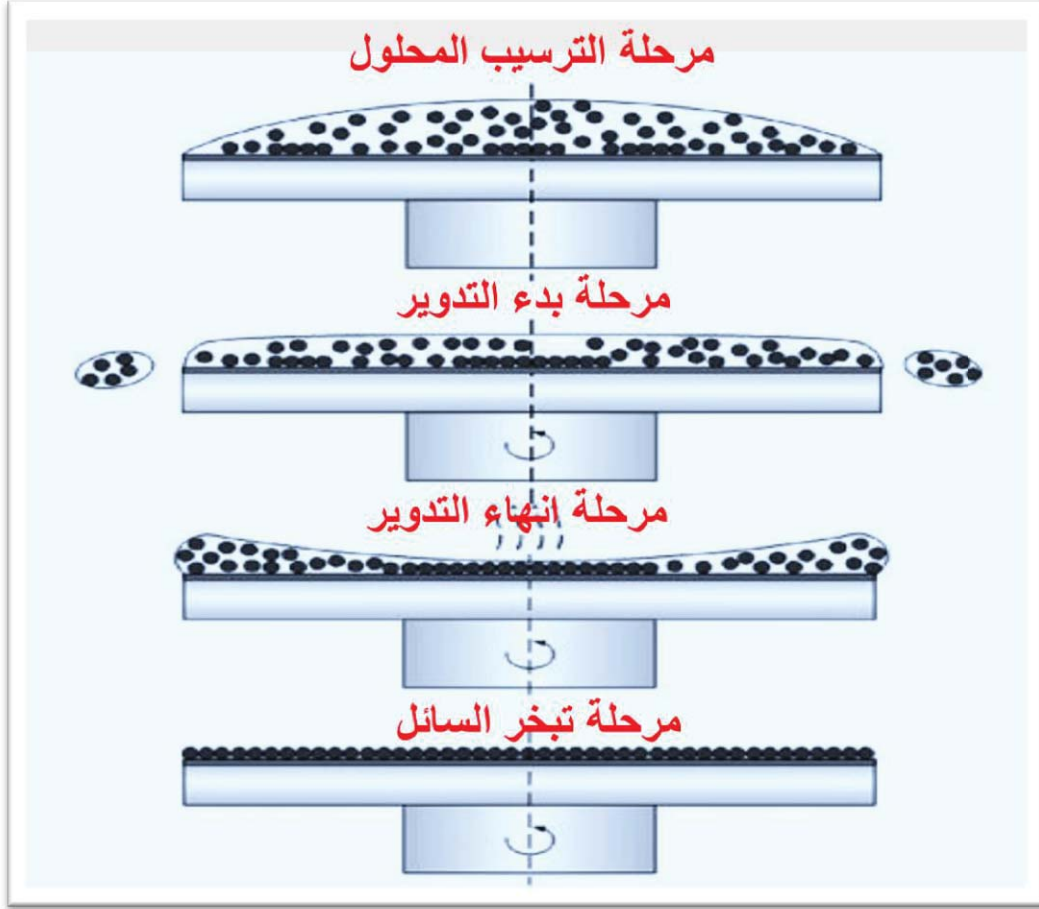 مرحلة الترسيب المحلول
مرحلة بدء التدوير
مرحلة انهاء التدوير
مرحلة تبخر السائل